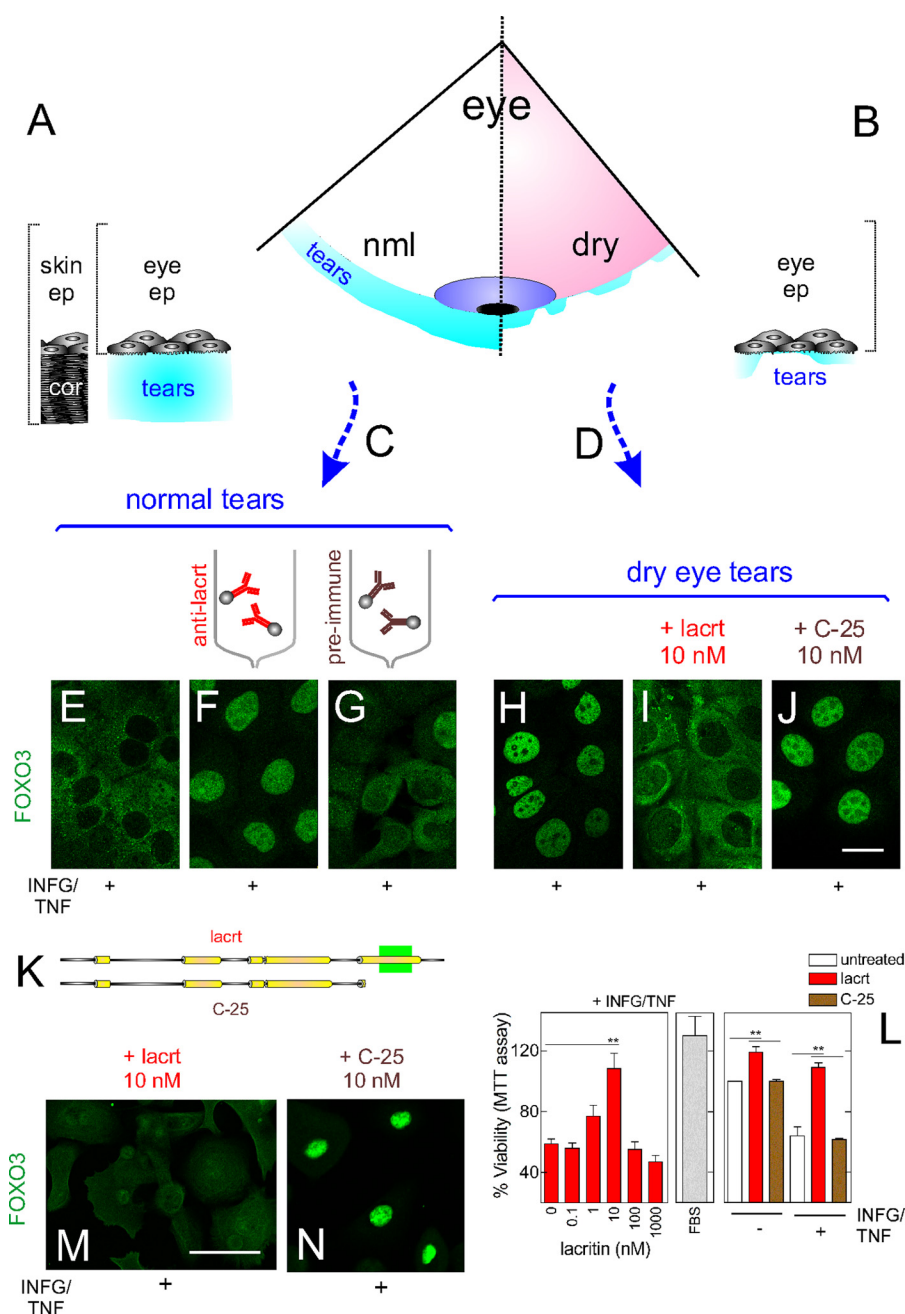 A
B
eye
nml
dry
tears
skin
ep
eye
ep
cor
tears
eye
ep
tears
C
D
normal tears
dry eye tears
anti-lacrt
pre-immune
+ lacrt
10 nM
+ C-25
10 nM
FOXO3
E
F
G
H
I
J
INFG/
TNF
+
+
+
+
+
+
K
lacrt
C-25
+ lacrt
10 nM
+ C-25
10 nM
FOXO3
M
N
INFG/
TNF
+
+
L
untreated
lacrt
C-25
+ INFG/TNF
% Viability (MTT assay)
120
80
40
**
**
**
0
0.1
1
10
100
1000
lacritin (nM)
FBS
-
+
INFG/
TNF